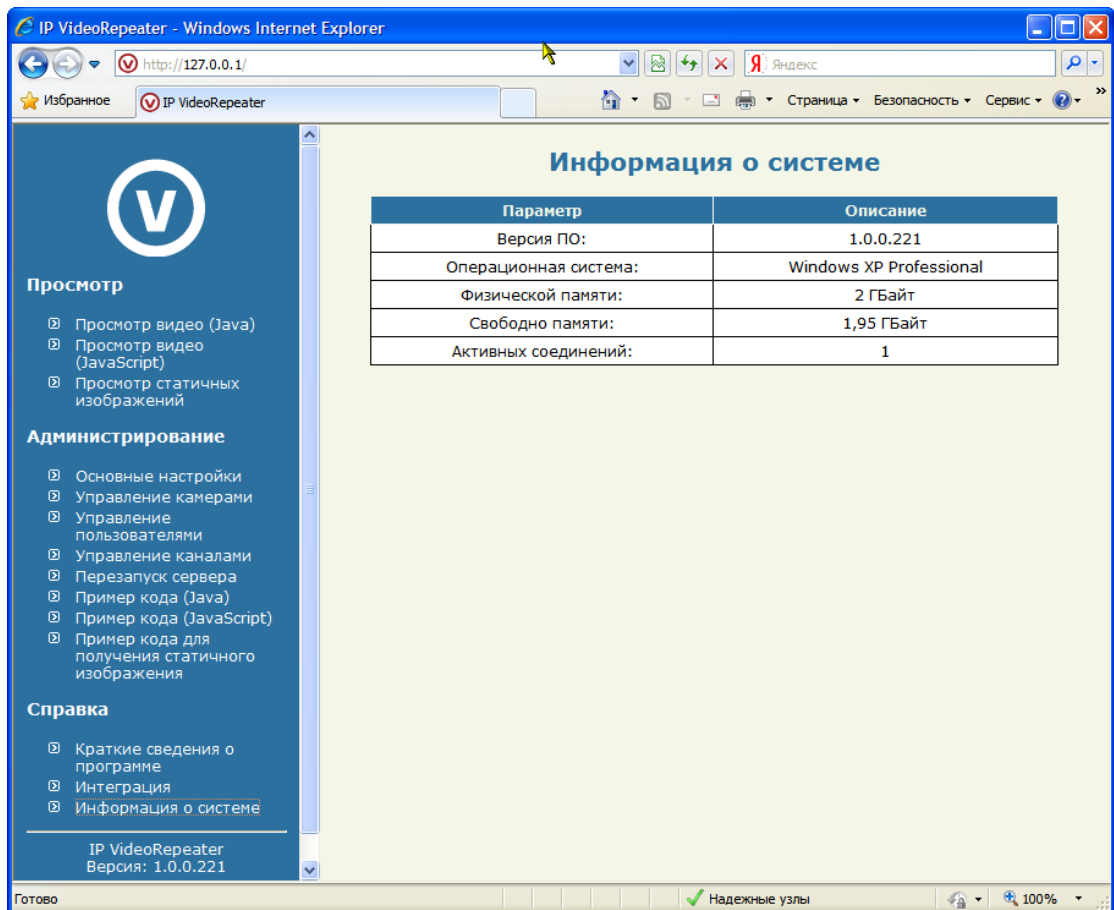 IP VideoRepeater - Windows Internet Explorer
http://127.0.0.1/
Я Яндекс
Избранное
IP VideoRepeater
Страница
Безопасность
Сервис
»
V
Просмотр
Просмотр видео (Java)
Просмотр видео
(JavaScript)
Просмотр статичных
изображений
Администрирование
Основные настройки
Управление камерами
Управление
пользователями
Управление каналами
Перезапуск сервера
Пример кода (Java)
Пример кода (JavaScript)
Пример кода для
получения статичного
изображения
Справка
Краткие сведения о
программе
Интеграция
Информация о системе
IP VideoRepeater
Версия: 1.0.0.221
Информация о системе
Параметр Описание
Версия ПО: 1.0.0.221
Операционная система: Windows XP Professional
Физической памяти: 2 ГБайт
Свободно памяти: 1,95 ГБайт
Активных соединений: 1
Готово
Надежные узлы
100%